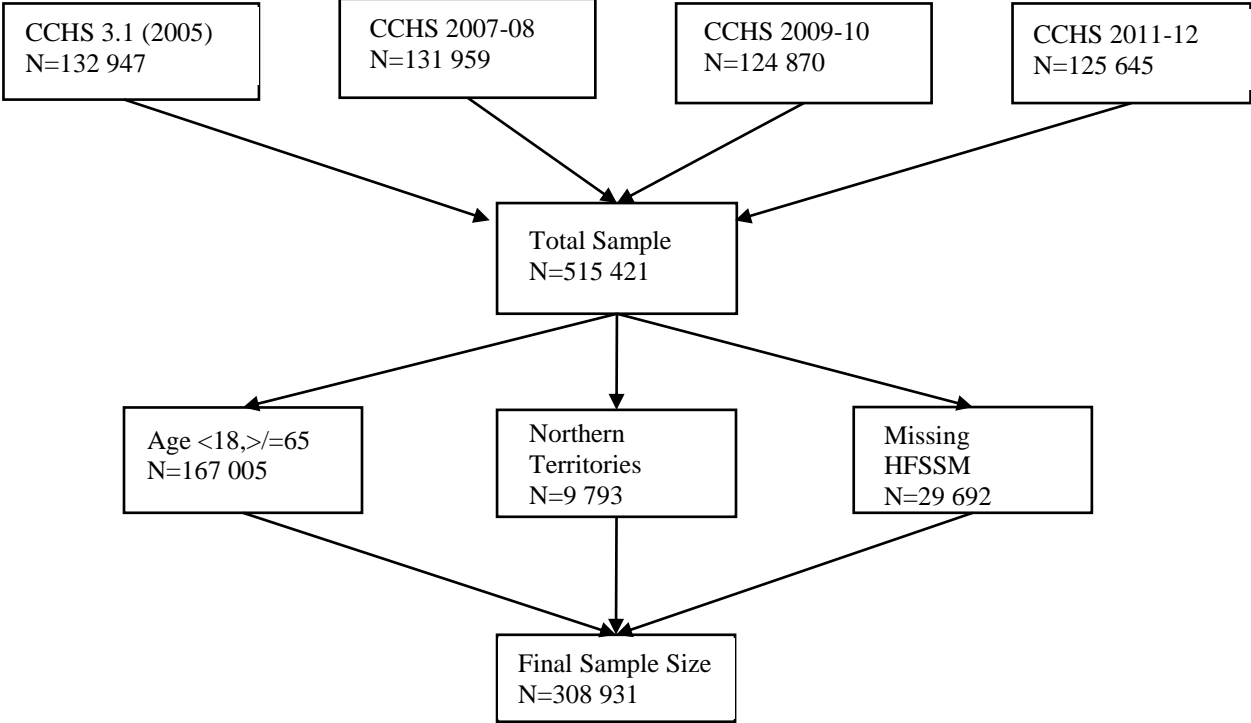 CCHS 3.1 (2005)
N=132 947
CCHS 2007-08
N=131 959
CCHS 2009-10
N=124 870
CCHS 2011-12
N=125 645
Total Sample
N=515 421
Age <18,>/=65
N=167 005
Northern
Territories
N=9 793
Missing
HFSSM
N=29 692
Final Sample Size
N=308 931